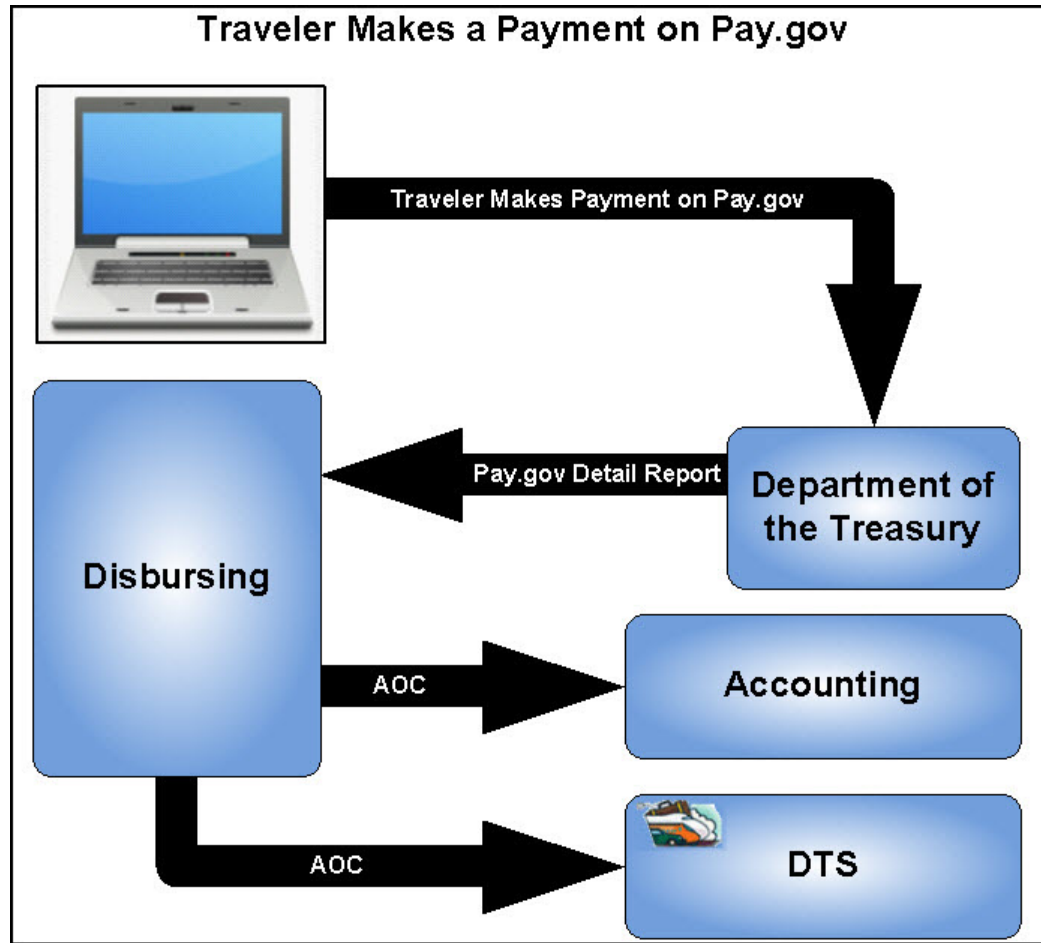 Traveler Makes a Payment on Pay.gov
Traveler Makes Payment on Pay.gov
Pay.gov Detail Report
Department of
the Treasury
Disbursing
AOC
Accounting
AOC
DTS